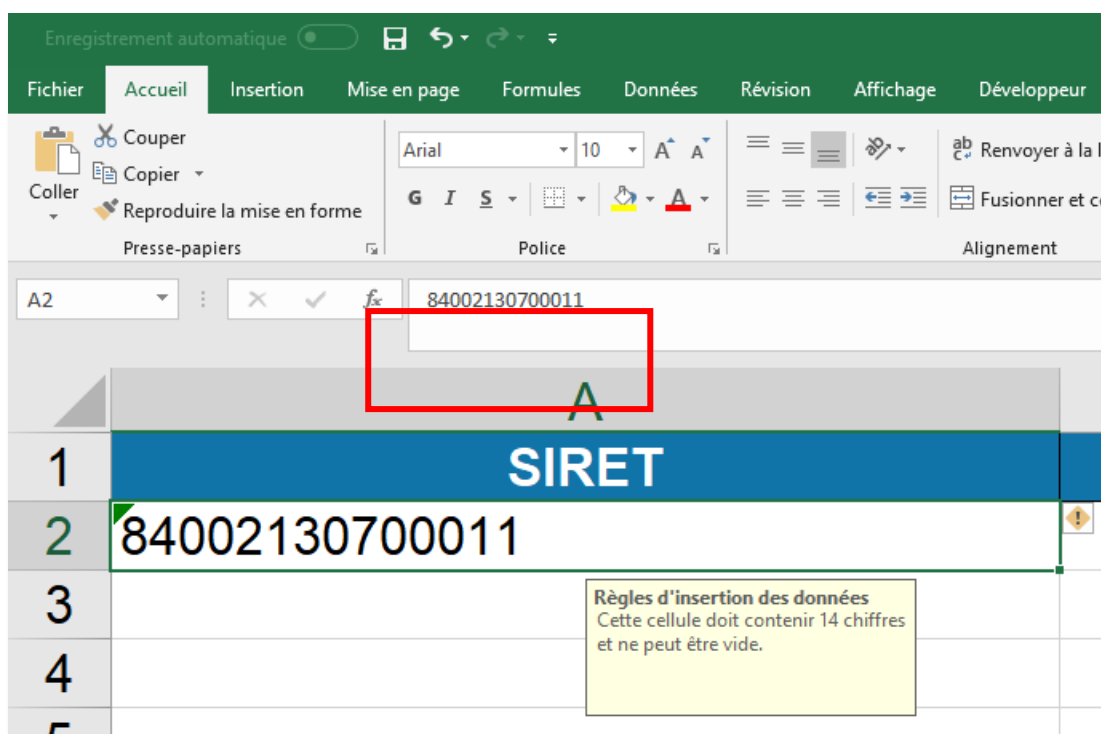 Enregistrement automatique
Fichier Accueil Insertion Mise en page Formules Données Révision Affichage Développeur
Coller
Couper
Copier
Reproduire la mise en forme
Presse-papiers
Arial 10 A A
G I S A
Police
ab Renvoyer à la
Fusionner et
Alignement
A2 fx 84002130700011
A
1 SIRET
2 84002130700011
3
4
Règles d'insertion des données
Cette cellule doit contenir 14 chiffres
et ne peut être vide.